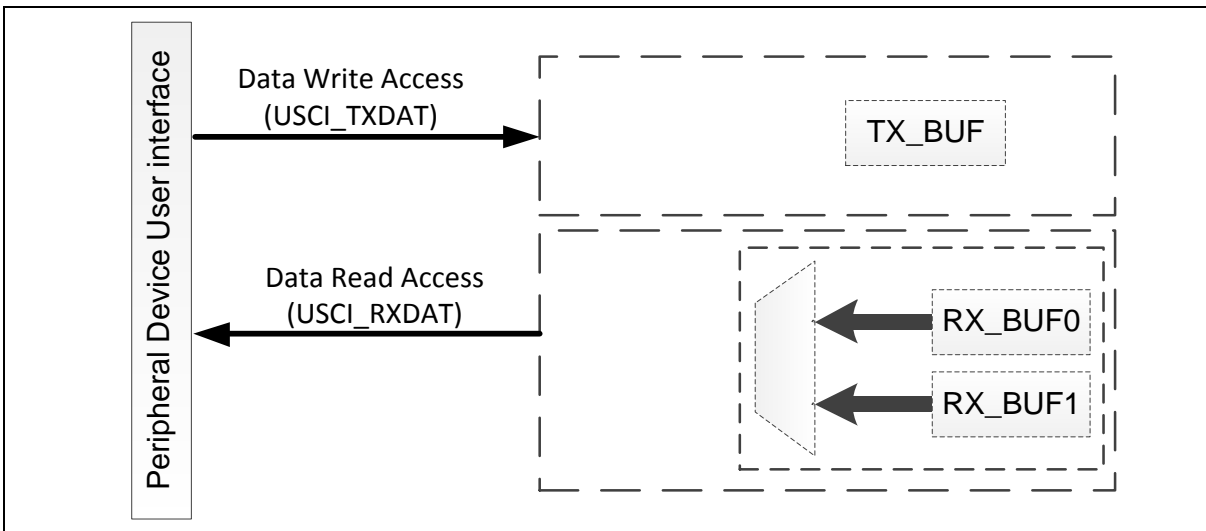 Peripheral Device User interface
Data Write Access
(USCI_TXDAT)
TX_BUF
Data Read Access
(USCI_RXDAT)
RX_BUF0
RX_BUF1